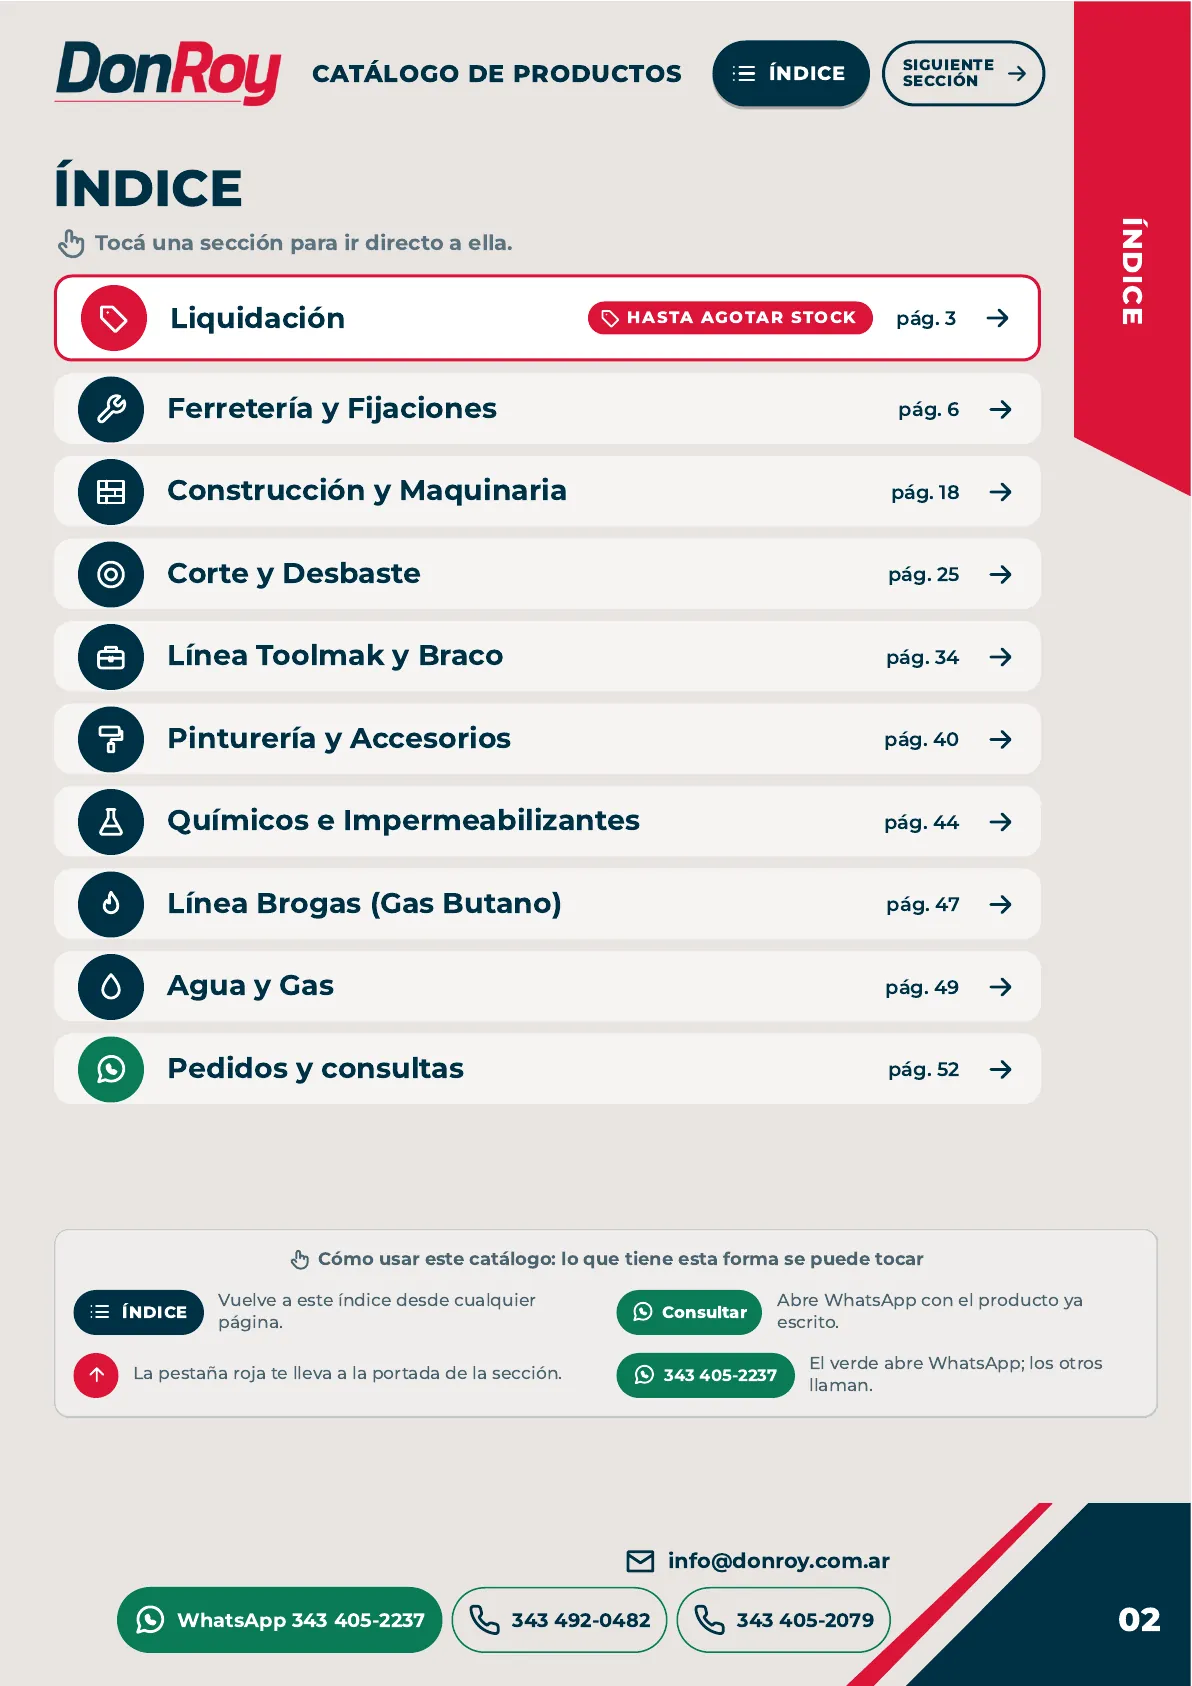 DonRoy
CATÁLOGO DE PRODUCTOS
ÍNDICE
SIGUIENTE
SECCIÓN
ÍNDICE
ÍNDICE
Tocá una sección para ir directo a ella.
Liquidación HASTA AGOTAR STOCK pág. 3
Ferretería y Fijaciones pág. 6
Construcción y Maquinaria pág. 18
Corte y Desbaste pág. 25
Línea Toolmak y Braco pág. 34
Pinturería y Accesorios pág. 40
Químicos e Impermeabilizantes pág. 44
Línea Brogas (Gas Butano) pág. 47
Agua y Gas pág. 49
Pedidos y consultas pág. 52
Cómo usar este catálogo: lo que tiene esta forma se puede tocar
ÍNDICE
Vuelve a este índice desde cualquier
página.
Consultar
Abre WhatsApp con el producto ya
escrito.
La pestaña roja te lleva a la portada de la sección.
343 405-2237
El verde abre WhatsApp; los otros
llaman.
info@donroy.com.ar
WhatsApp 343 405-2237
343 492-0482
343 405-2079
02